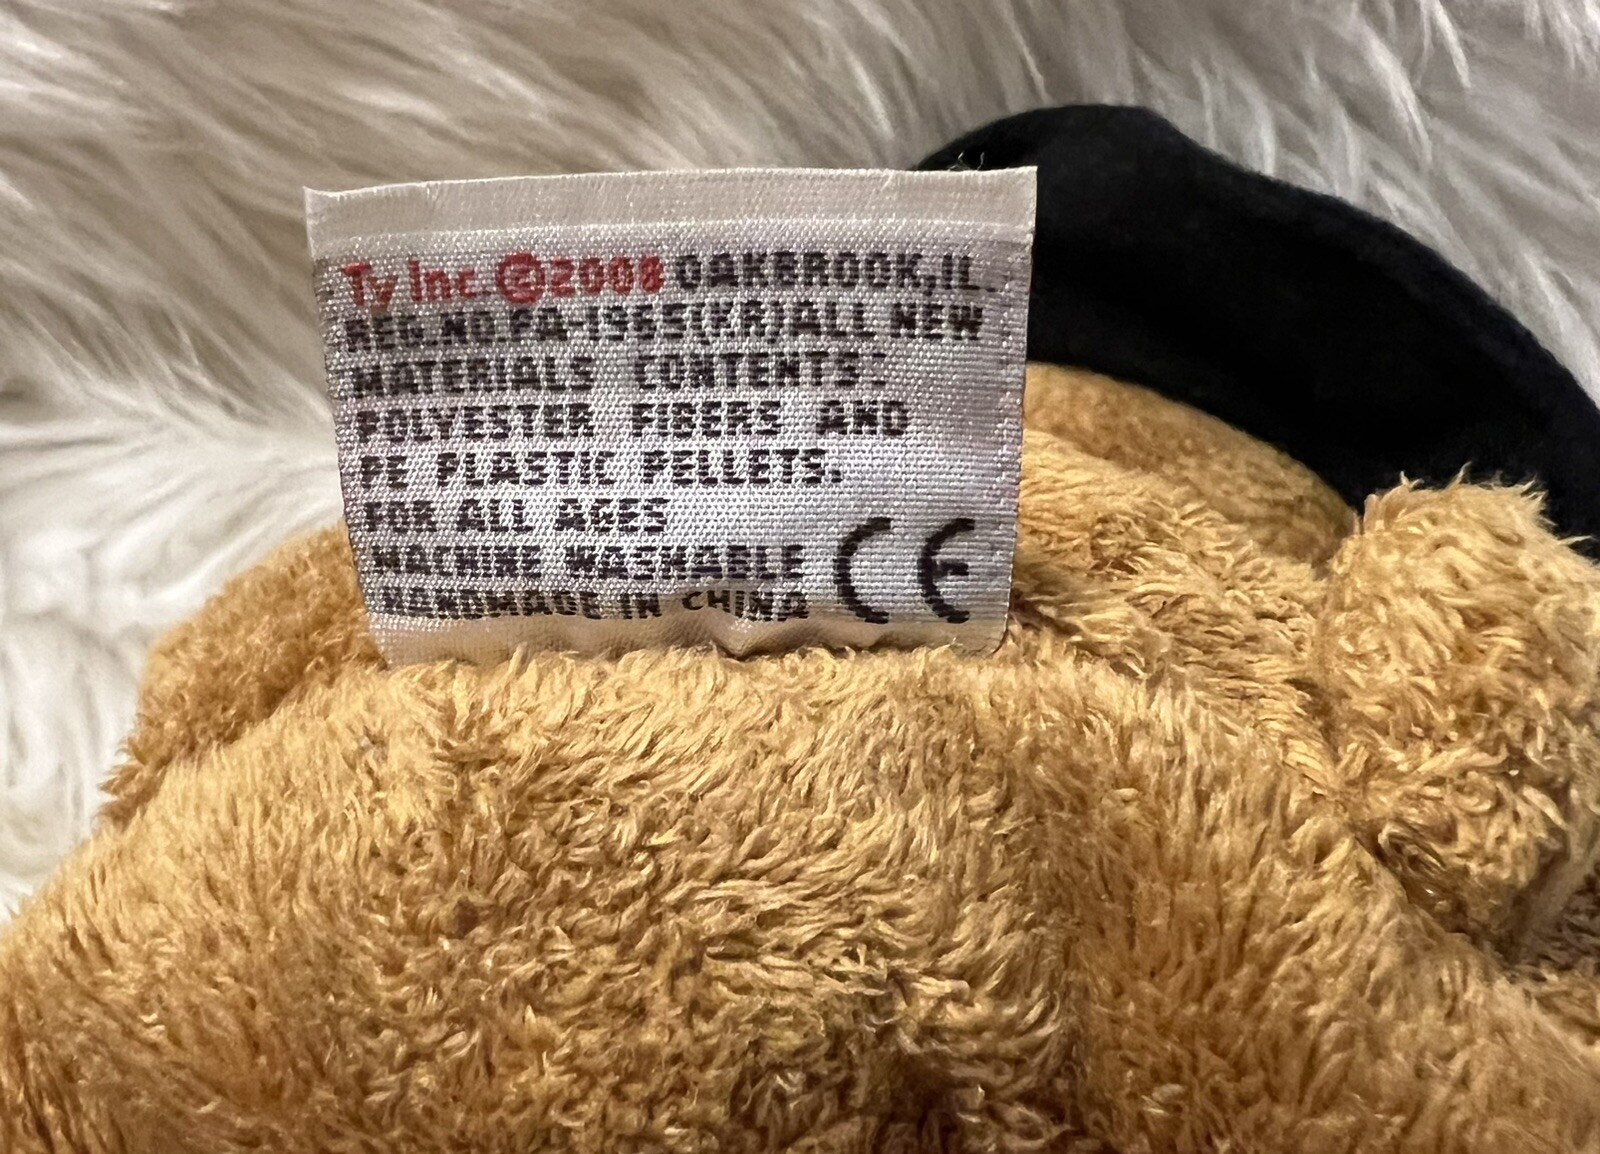 Ty Inc. ©2008 OAKBROOK,IL.
REG.NO.PA-1965(KR)ALL NEW
MATERIALS CONTENTS:
POLYESTER FIBERS AND
PE PLASTIC PELLETS.
FOR ALL AGES
MACHINE WASHABLE
HANDMADE IN CHINA
CE